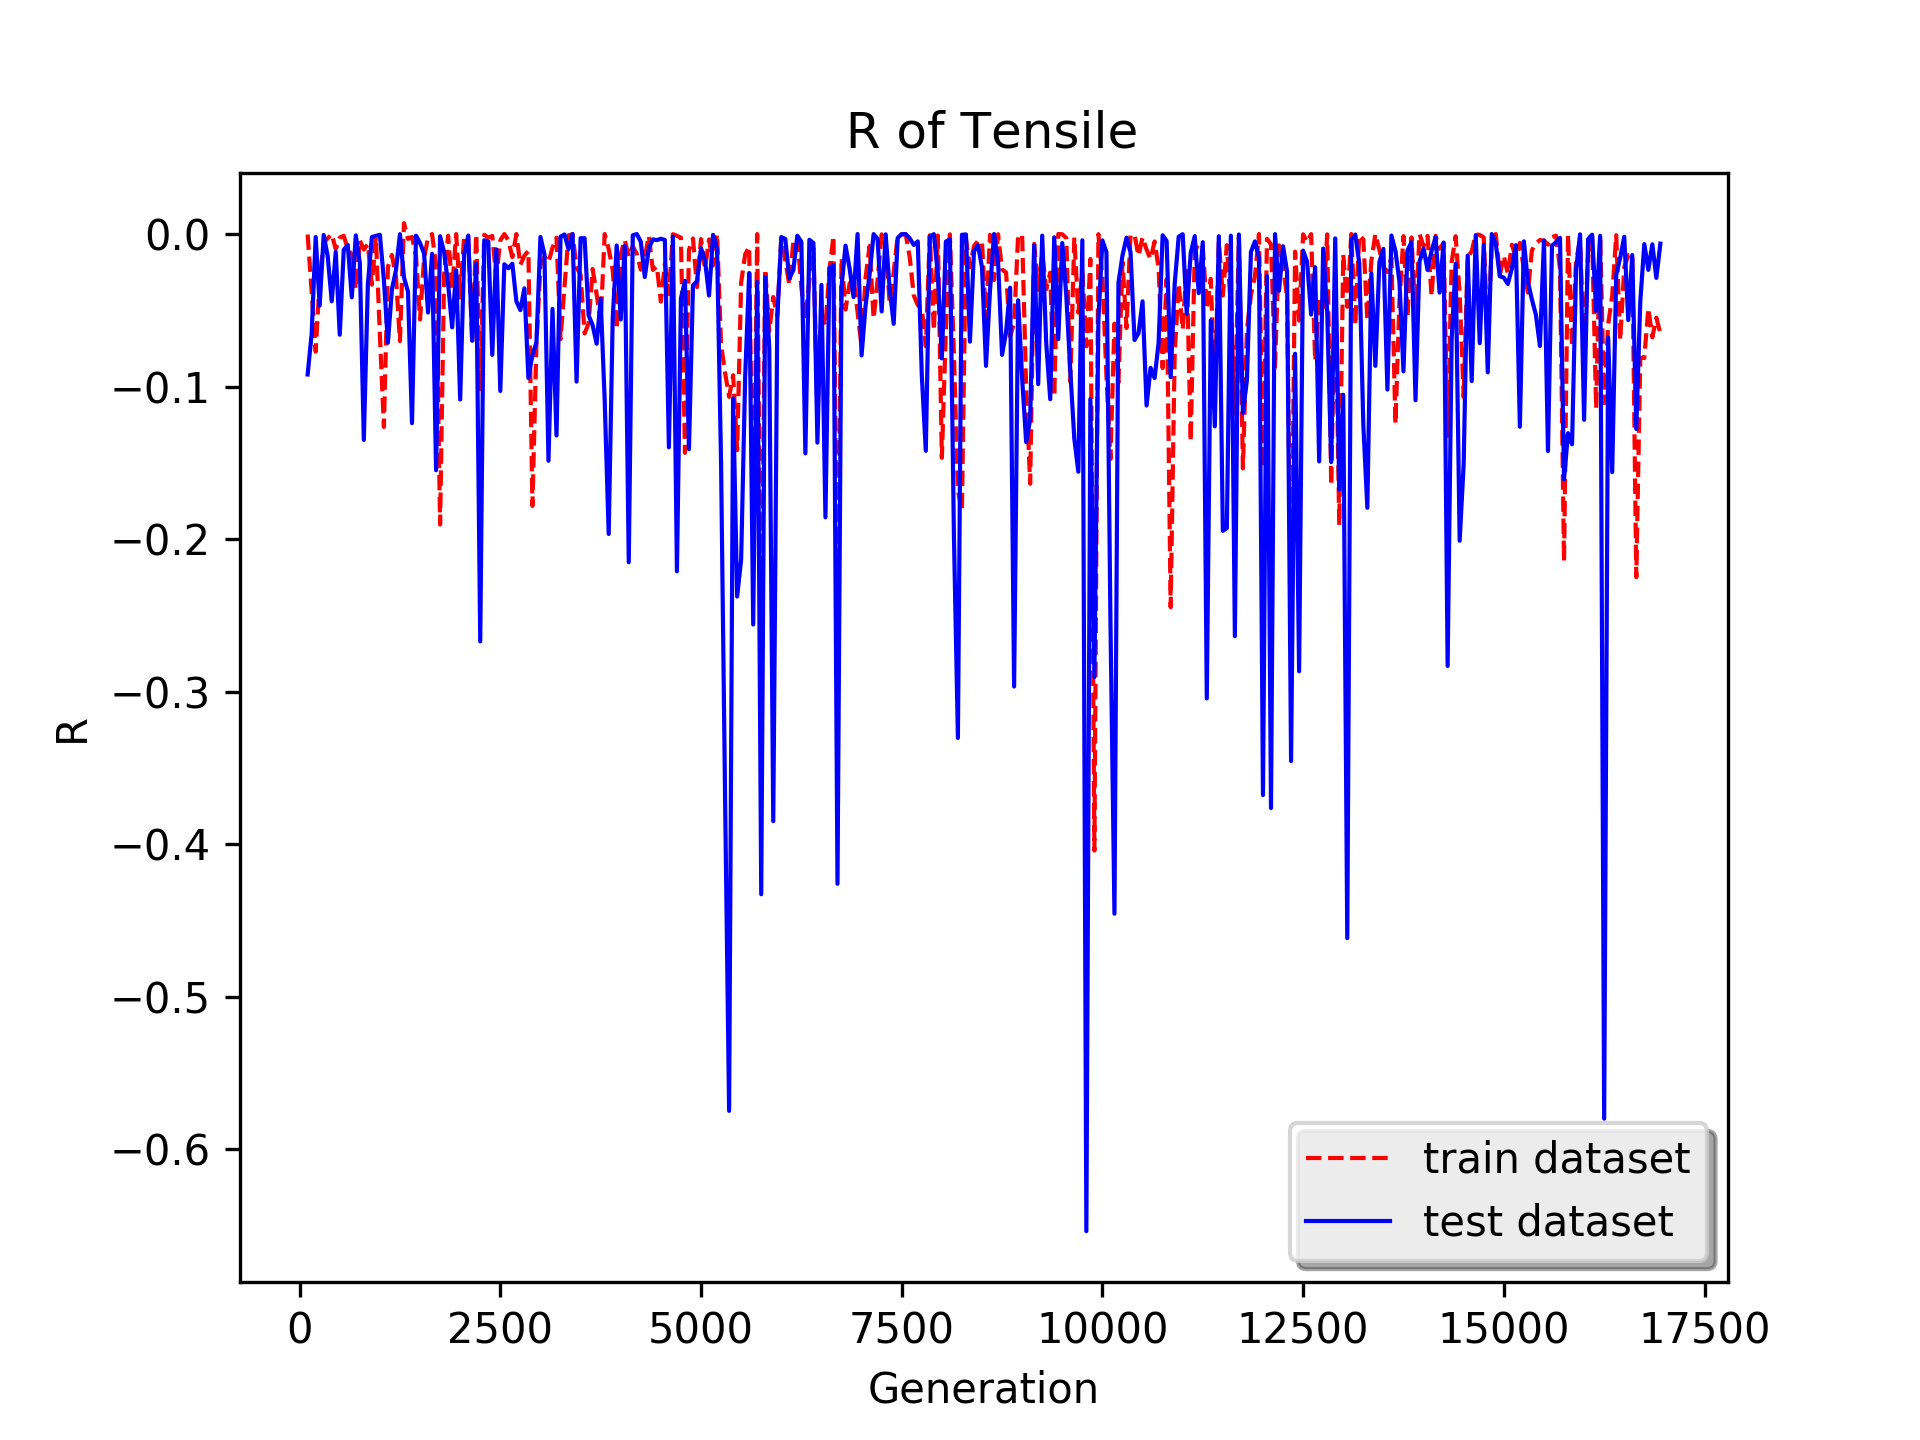 R of Tensile
0.0
−0.1
−0.2
−0.3
−0.4
−0.5
−0.6
R
train dataset
test dataset
0 2500 5000 7500 10000 12500 15000 17500
Generation